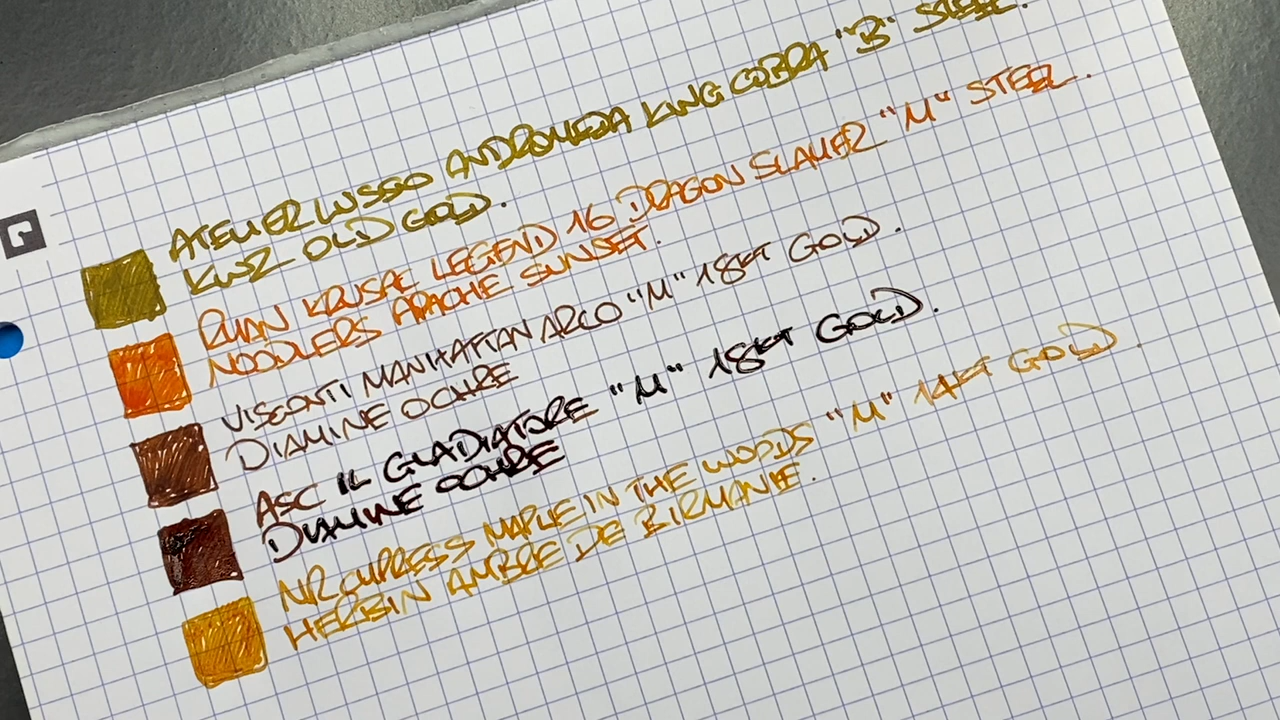 ATELIER LUSSO ANDROMEDA KING COBRA "B" STEEL.
KWZ OLD GOLD.
RYAN KRUSAC LEGEND 16 DRAGON SLAYER "M" STEEL.
NOODLERS APACHE SUNSET.
VISCONTI MANHATTAN ARCO "M" 18KT GOLD.
DIAMINE OCHRE
ASC IL GLADIATORE "M" 18KT GOLD.
DIAMINE OCHRE
CYPRESS MAPLE IN THE WOODS "M" 14KT GOLD.
HERBIN AMBRE DE BIRMANIE.